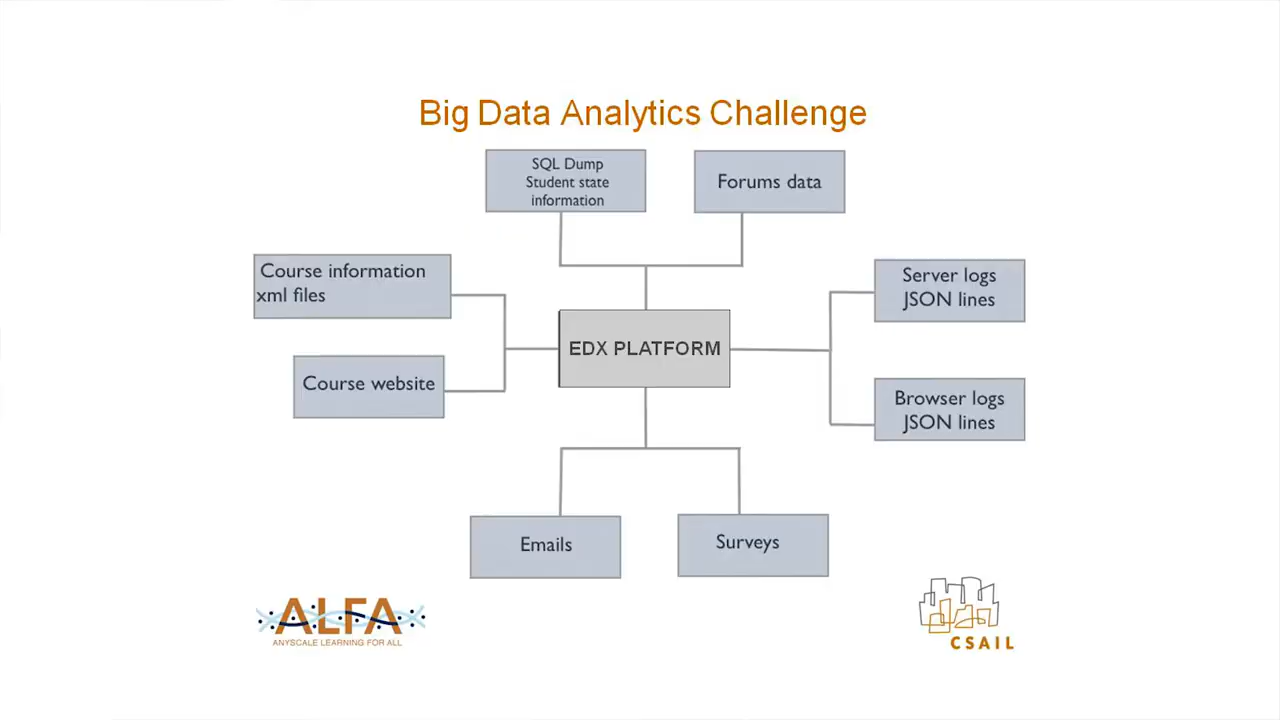 Big Data Analytics Challenge
SQL Dump
Student state
information
Forums data
Course information
xml files
Server logs
JSON lines
EDX PLATFORM
Course website
Browser logs
JSON lines
Emails
Surveys
ALFA
ANYSCALE LEARNING FOR ALL
CSAIL